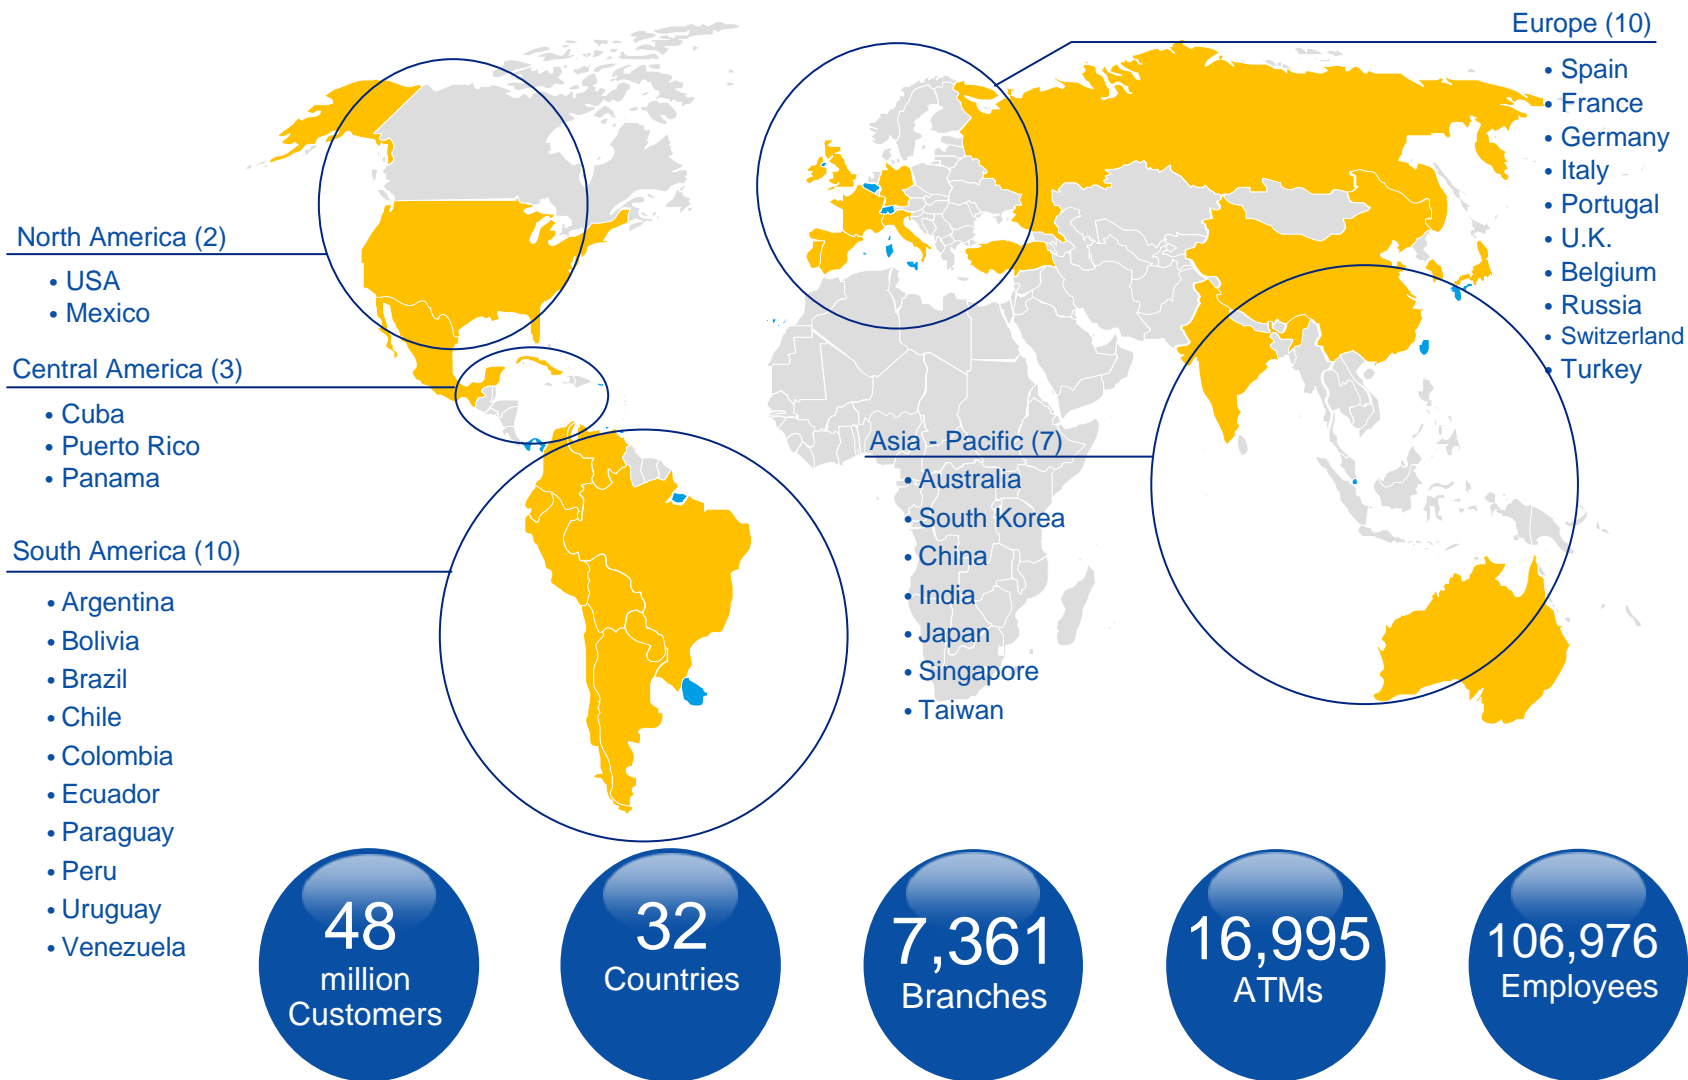 Europe (10)
• Spain
• France
• Germany
• Italy
• Portugal
• U.K.
• Belgium
• Russia
• Switzerland
• Turkey
North America (2)
• USA
• Mexico
Central America (3)
• Cuba
• Puerto Rico
• Panama
South America (10)
• Argentina
• Bolivia
• Brazil
• Chile
• Colombia
• Ecuador
• Paraguay
• Peru
• Uruguay
• Venezuela
Asia - Pacific (7)
• Australia
• South Korea
• China
• India
• Japan
• Singapore
• Taiwan
48
million
Customers
32
Countries
7,361
Branches
16,995
ATMs
106,976
Employees